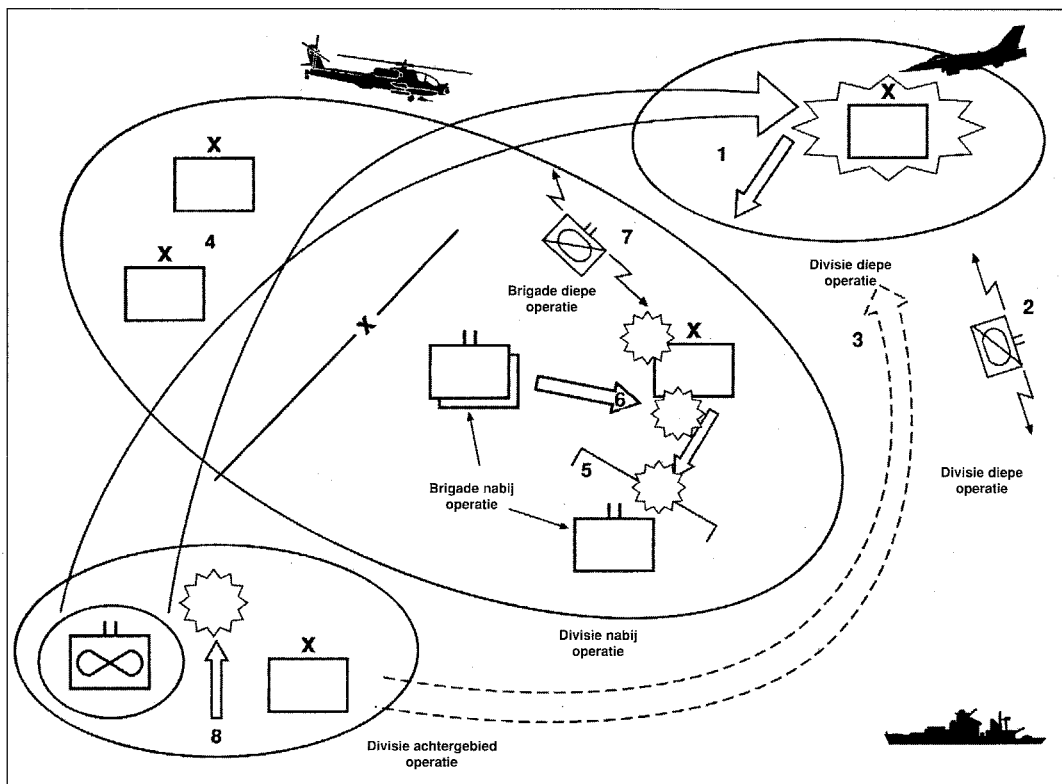 X
1
X
4
X
7
Divisie diepe
operatie
2
Brigade diepe
operatie
X
X
3
6
5
Divisie diepe
operatie
Brigade nabij
operatie
Divisie nabij
operatie
X
8
Divisie achtergebied
operatie